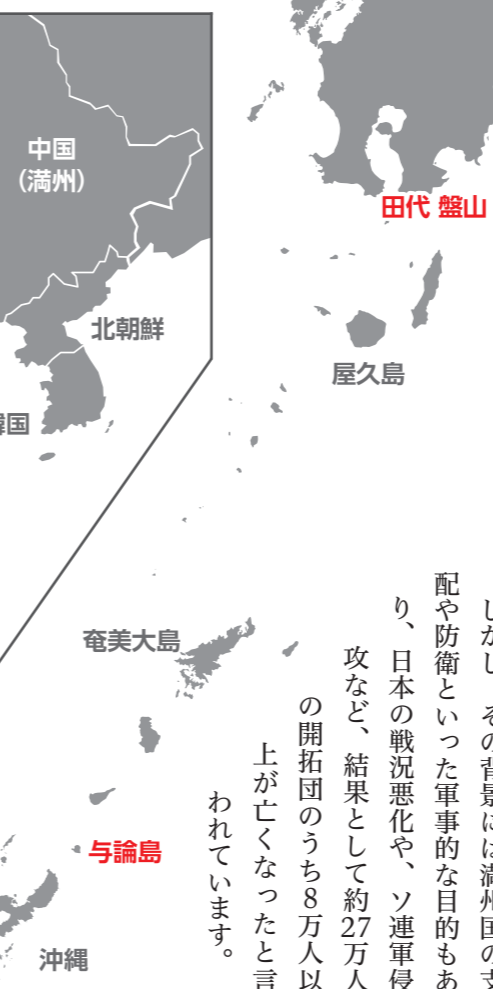 中国
(満州)
北朝鮮
韓国
田代 盤山
屋久島
奄美大島
与論島
沖縄
しかし、その背景には満州国の支
配や防衛といった軍事的な目的もあ
り、日本の戦況悪化や、ソ連軍侵
攻など、結果として約27万人
の開拓団のうち8万人以
上が亡くなったと言
われています。